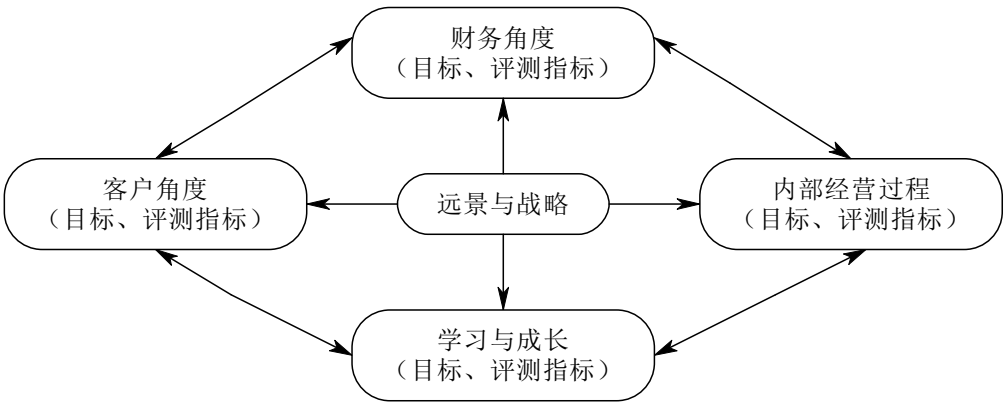 财务角度
（目标、评测指标）
客户角度
（目标、评测指标）
远景与战略
内部经营过程
（目标、评测指标）
学习与成长
（目标、评测指标）